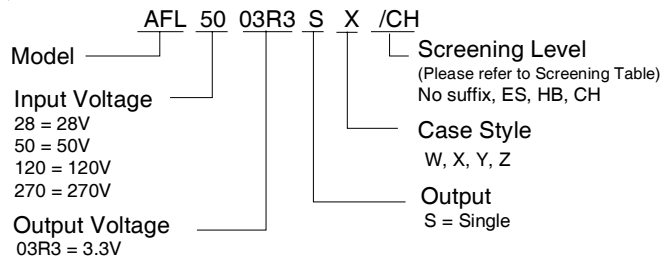 AFL 50 03R3 S X /CH
Model
Input Voltage
28 = 28V
50 = 50V
120 = 120V
270 = 270V
Output Voltage
03R3 = 3.3V
Screening Level
(Please refer to Screening Table)
No suffix, ES, HB, CH
Case Style
W, X, Y, Z
Output
S = Single